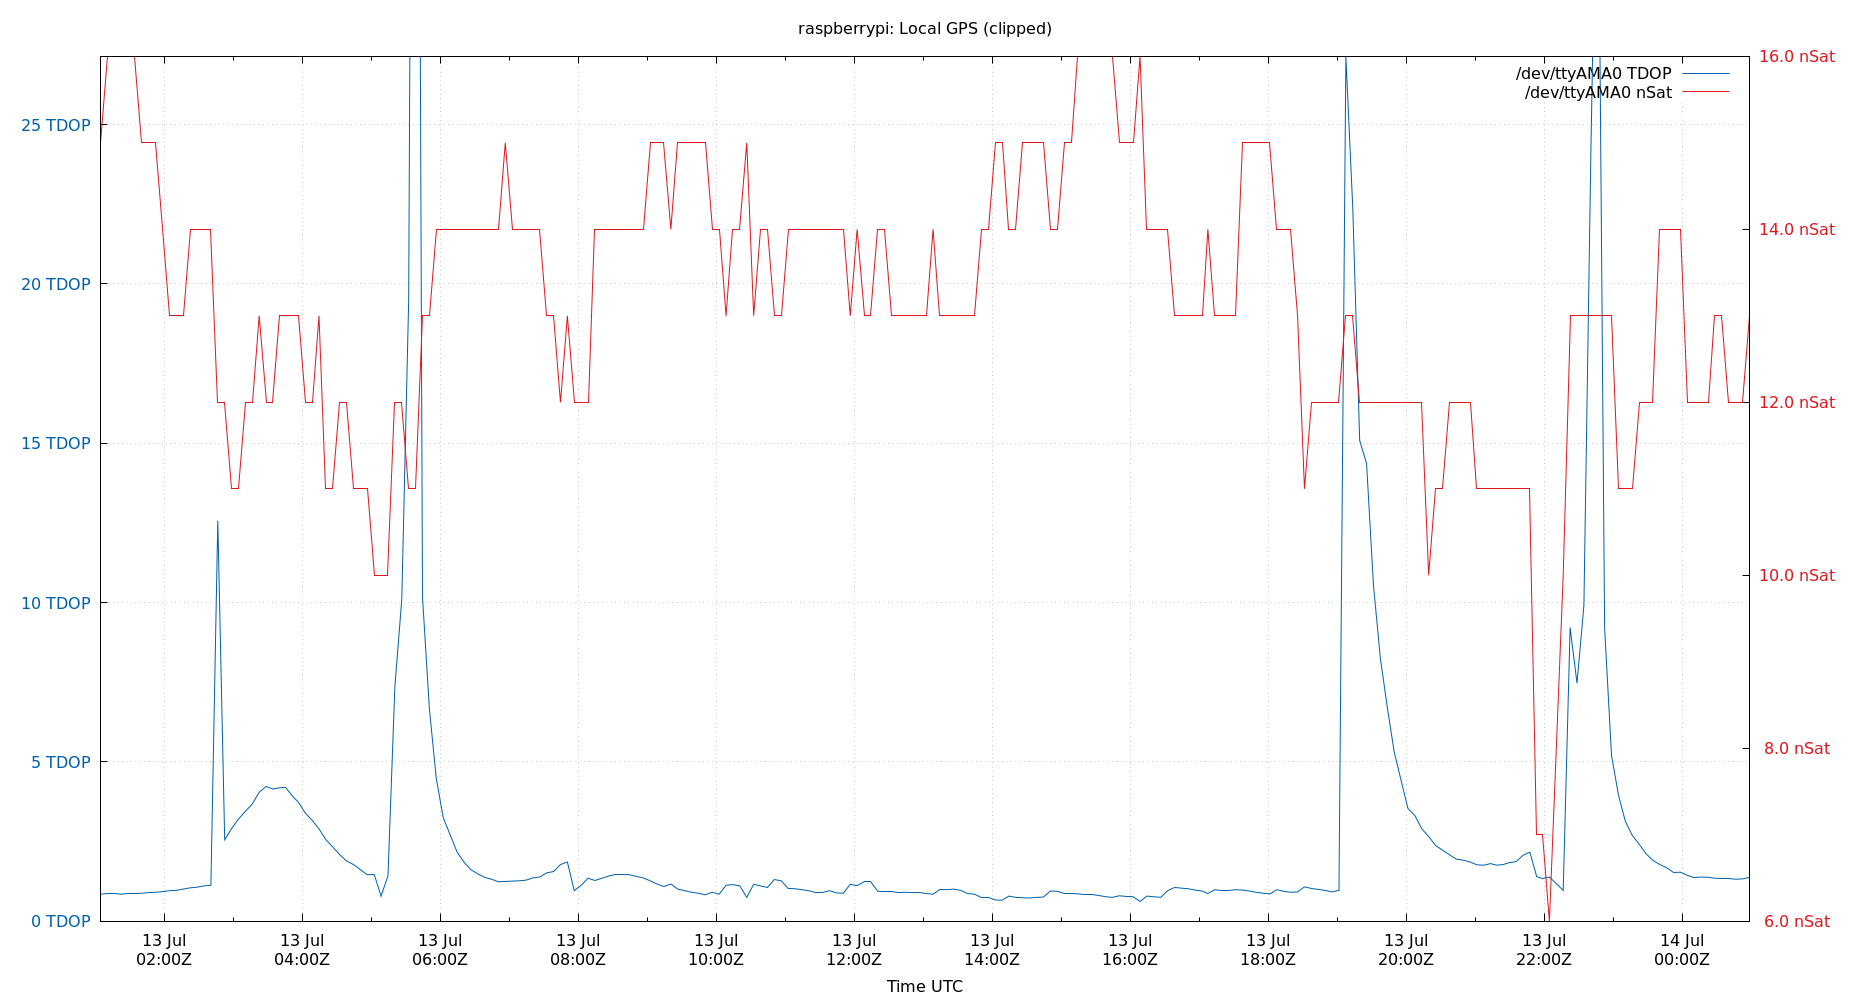 raspberrypi: Local GPS (clipped)
/dev/ttyAMA0 TDOP
/dev/ttyAMA0 nSat
25 TDOP
20 TDOP
15 TDOP
10 TDOP
5 TDOP
0 TDOP
16.0 nSat
14.0 nSat
12.0 nSat
10.0 nSat
8.0 nSat
6.0 nSat
13 Jul
02:00Z
13 Jul
04:00Z
13 Jul
06:00Z
13 Jul
08:00Z
13 Jul
10:00Z
13 Jul
12:00Z
13 Jul
14:00Z
13 Jul
16:00Z
13 Jul
18:00Z
13 Jul
20:00Z
13 Jul
22:00Z
14 Jul
00:00Z
Time UTC